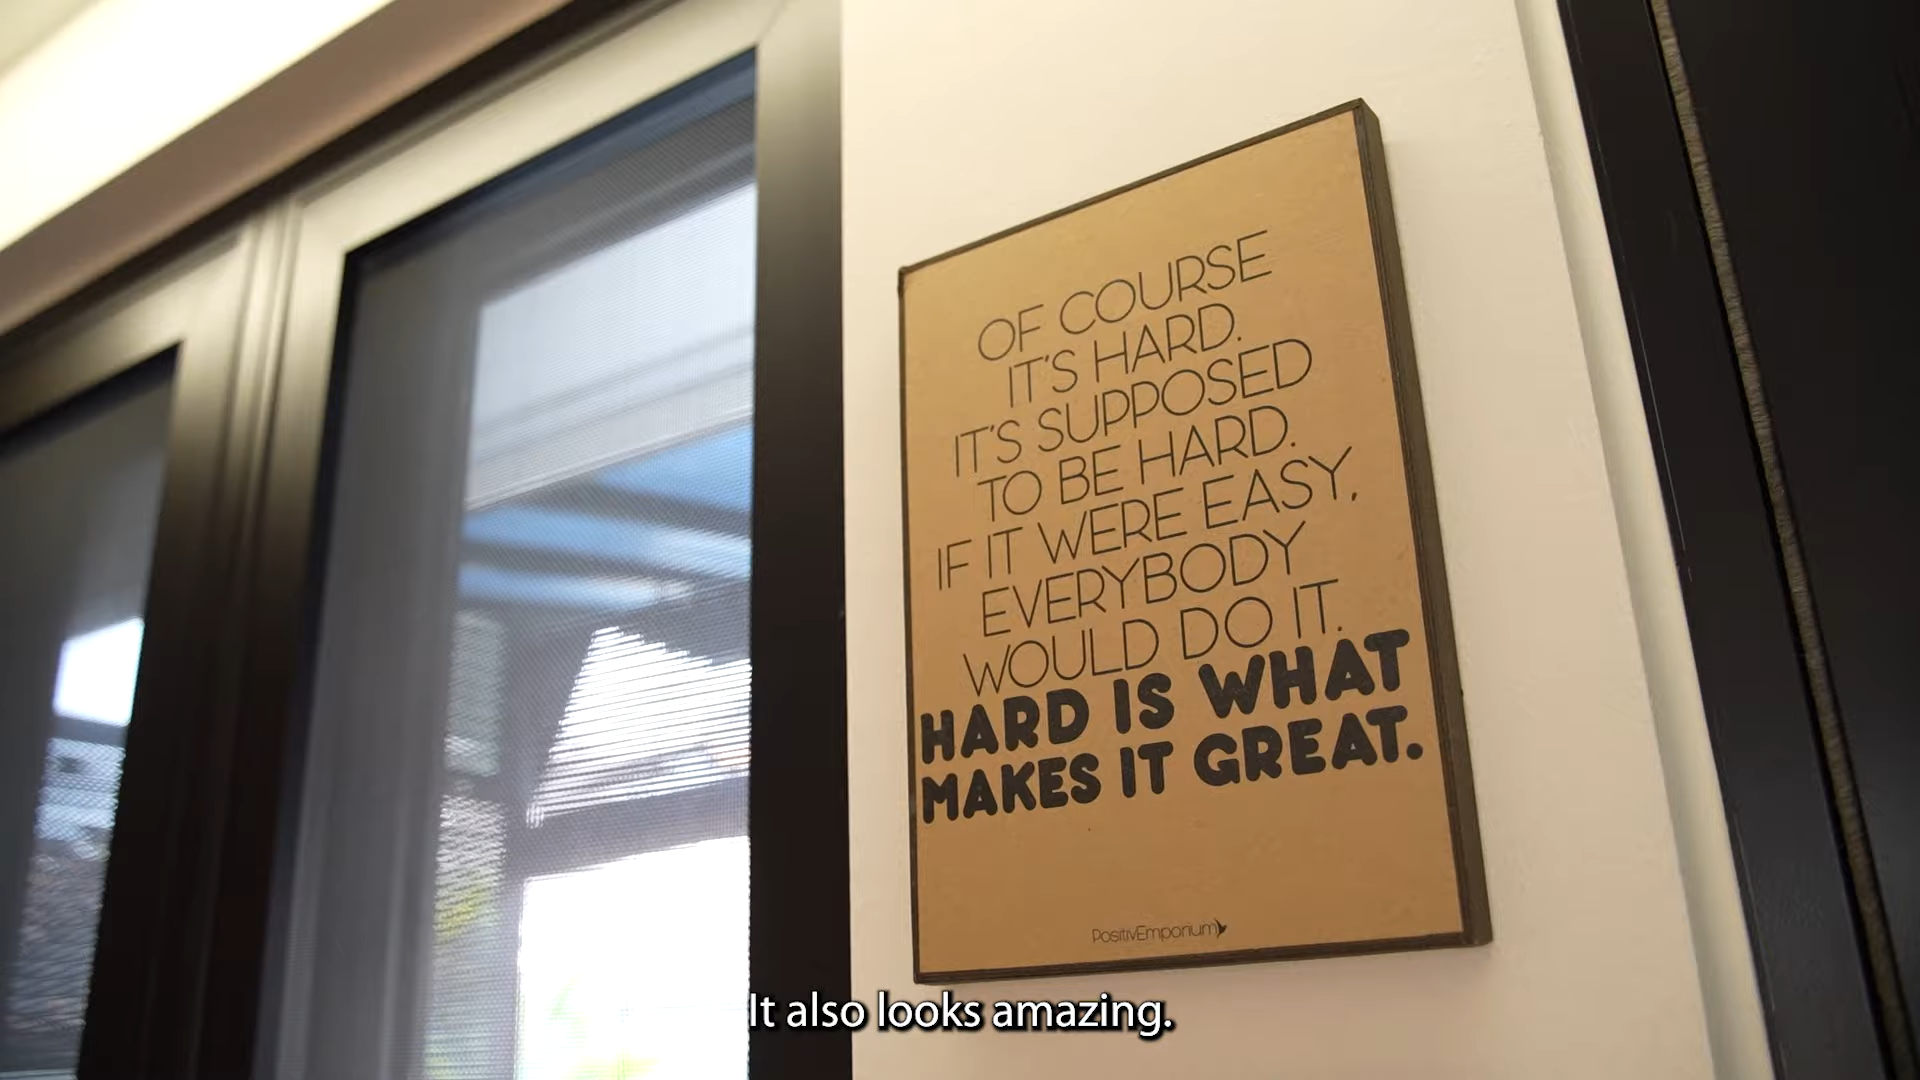 OF COURSE
IT'S HARD.
IT'S SUPPOSED
TO BE HARD.
IF IT WERE EASY,
EVERYBODY
WOULD DO IT.
HARD IS WHAT
MAKES IT GREAT.
PositivEmporium
It also looks amazing.